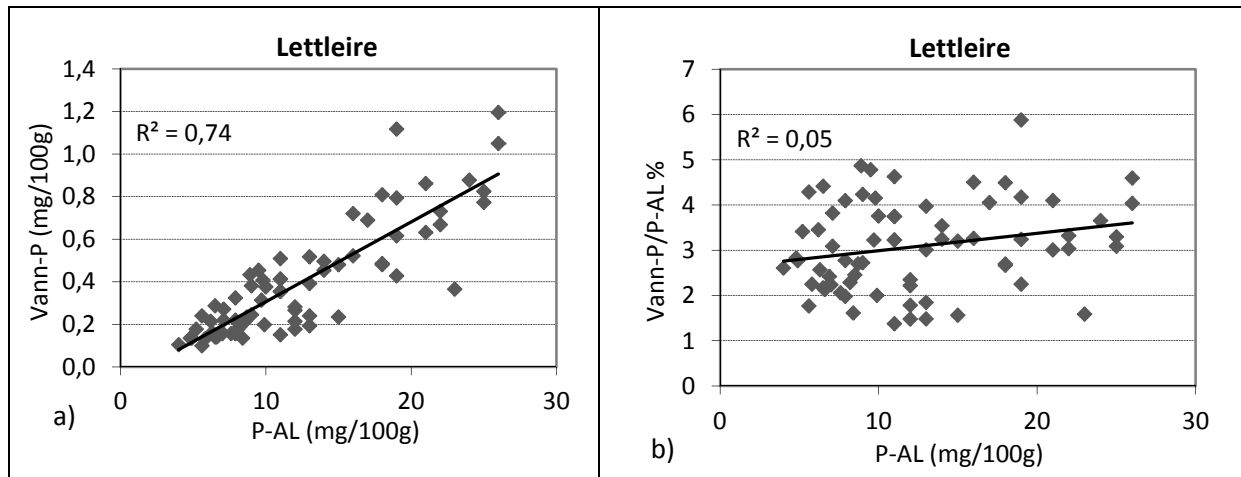 Lettleire
1,4
1,2
1,0
0,8
0,6
0,4
0,2
0,0
Vann-P (mg/100g)
R² = 0,74
0 10 20 30
a)
P-AL (mg/100g)
Lettleire
7
6
5
4
3
2
1
0
Vann-P/P-AL %
R² = 0,05
0 10 20 30
b)
P-AL (mg/100g)